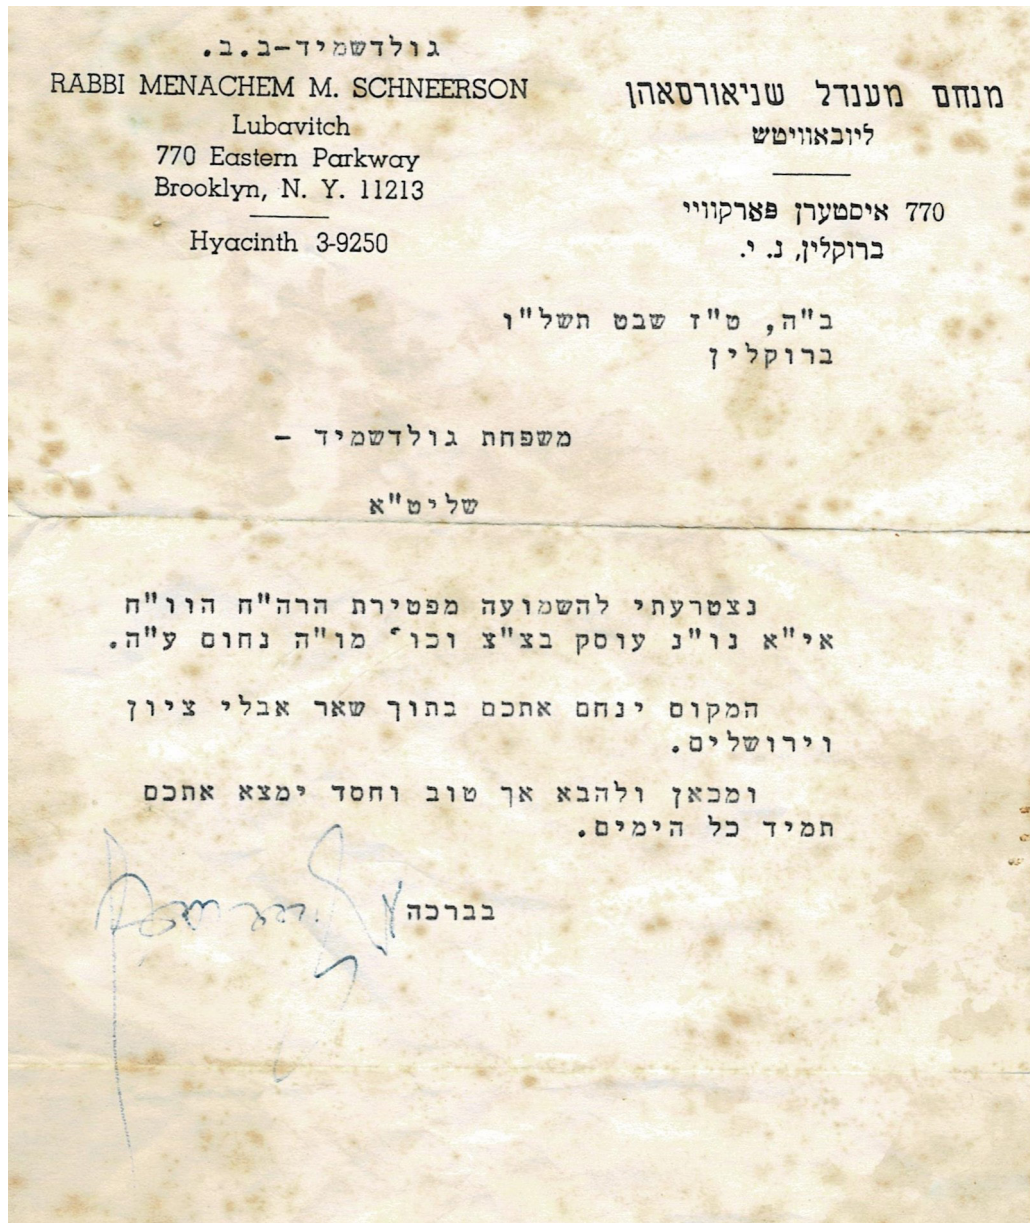 גולדשמיד-ב.ב.
RABBI MENACHEM M. SCHNEERSON
Lubavitch
770 Eastern Parkway
Brooklyn, N. Y. 11213
Hyacinth 3-9250
מנחם מענדל שניאורסאהן
ליובאוויטש
770 איסטערן פארקוויי
ברוקלין, נ. י.
ב"ה, ט"ז שבט תשל"ו
ברוקלין
משפחת גולדשמיד -
שליט"א
נצטרעתי להשמועה מפטירת הרה"ח הוו"ח
אי"א נו"נ עוסק בצ"צ וכו' מו"ה נחום ע"ה.
המקום ינחם אתכם בתוך שאר אבלי ציון
וירושלים.
ומכאן ולהבא אך טוב וחסד ימצא אתכם
תמיד כל הימים.
בברכה